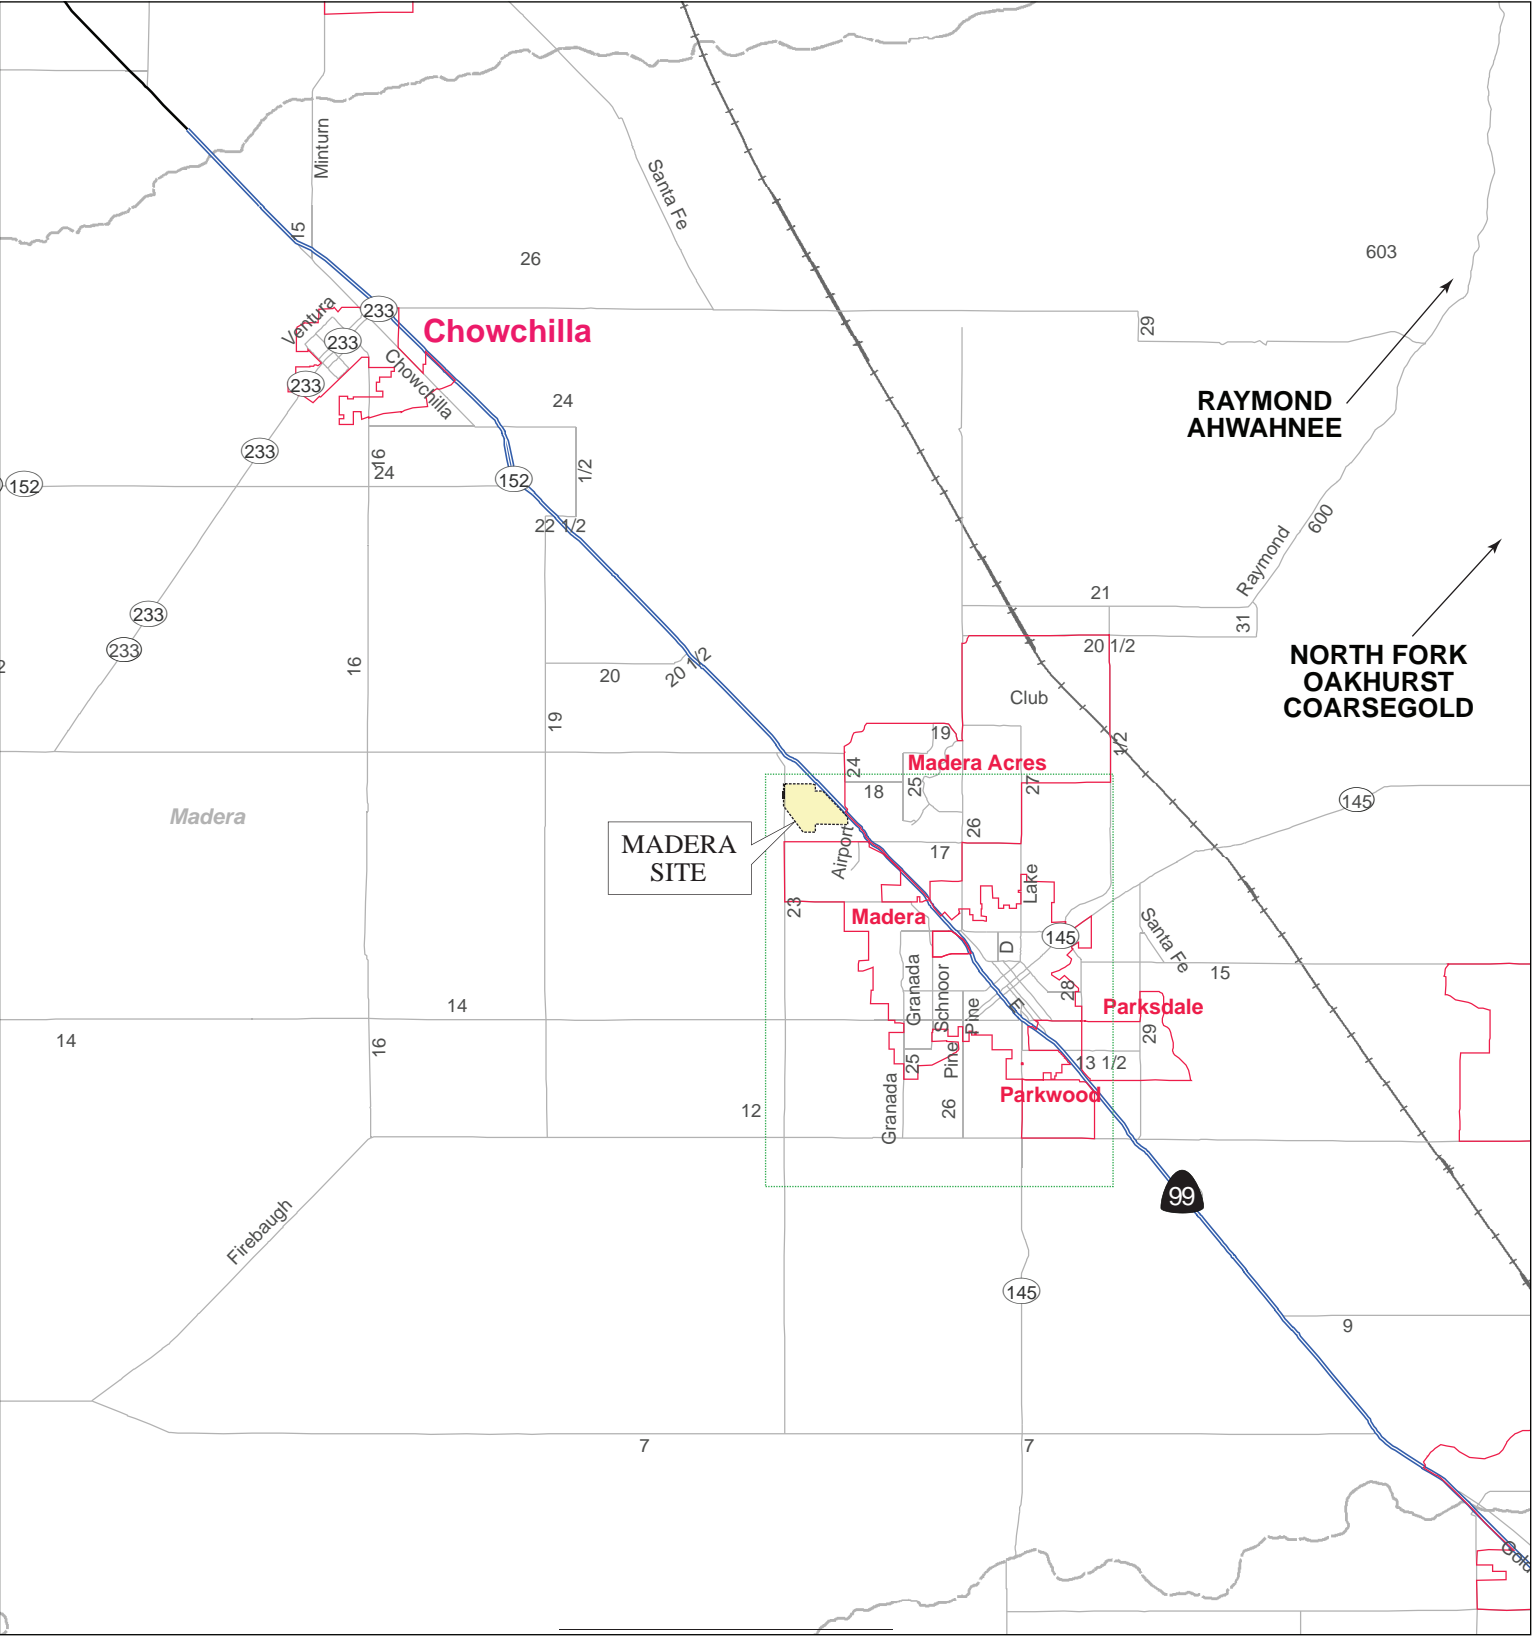 Minturn
Santa Fe
15
26
603
Ventura
233
Chowchilla
29
233
Chowchilla
233
24
RAYMOND
AHWAHNEE
233
16
24
1/2
152
152
22 1/2
600
Raymond
21
233
31
233
20 1/2
16
20
20 1/2
NORTH FORK
OAKHURST
COARSEGOLD
Club
19
19
1/2
Madera Acres
24
25
27
18
145
Madera
26
MADERA
SITE
Airport
17
Lake
23
Madera
145
D
Santa Fe
15
Granada
Schnoor
28
14
Pine
E
Parksdale
14
16
29
Pine
25
13 1/2
Parkwood
12
Granada
26
99
Firebaugh
145
9
7
7